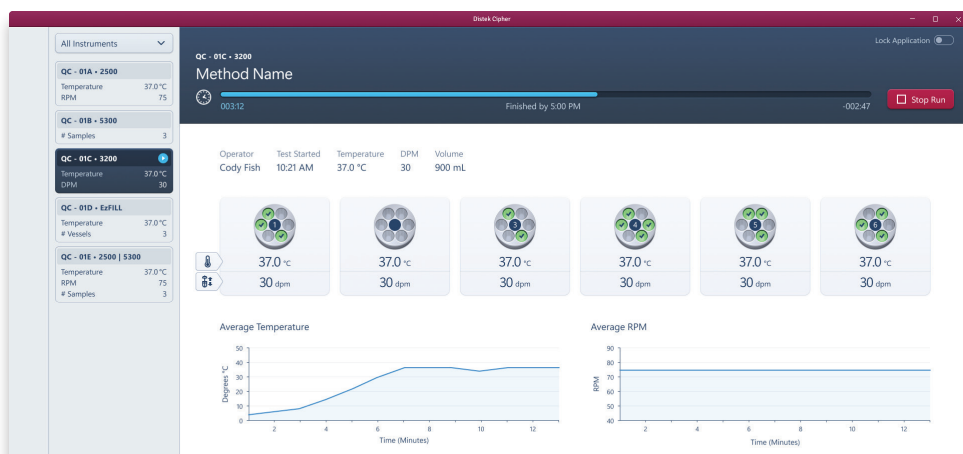 Distek Cipher
All Instruments
QC - 01A • 2500
Temperature 37.0 °C
RPM 75
QC - 01B • 5300
# Samples 3
QC - 01C • 3200
Temperature 37.0 °C
DPM 30
QC - 01D • EzFILL
Temperature 37.0 °C
# Vessels 3
QC - 01E • 2500 | 5300
Temperature 37.0 °C
RPM 75
# Samples 3
Lock Application
QC - 01C • 3200
Method Name
003:12 Finished by 5:00 PM -002:47
Stop Run
Operator Test Started Temperature DPM Volume
Cody Fish 10:21 AM 37.0 °C 30 900 mL
1 3 4 5 6
37.0 °C 37.0 °C 37.0 °C 37.0 °C 37.0 °C 37.0 °C
30 dpm 30 dpm 30 dpm 30 dpm 30 dpm 30 dpm
Average Temperature
Degrees °C
50
40
30
20
10
0
2 4 6 8 10 12
Time (Minutes)
Average RPM
RPM
90
80
70
60
50
40
2 4 6 8 10 12
Time (Minutes)